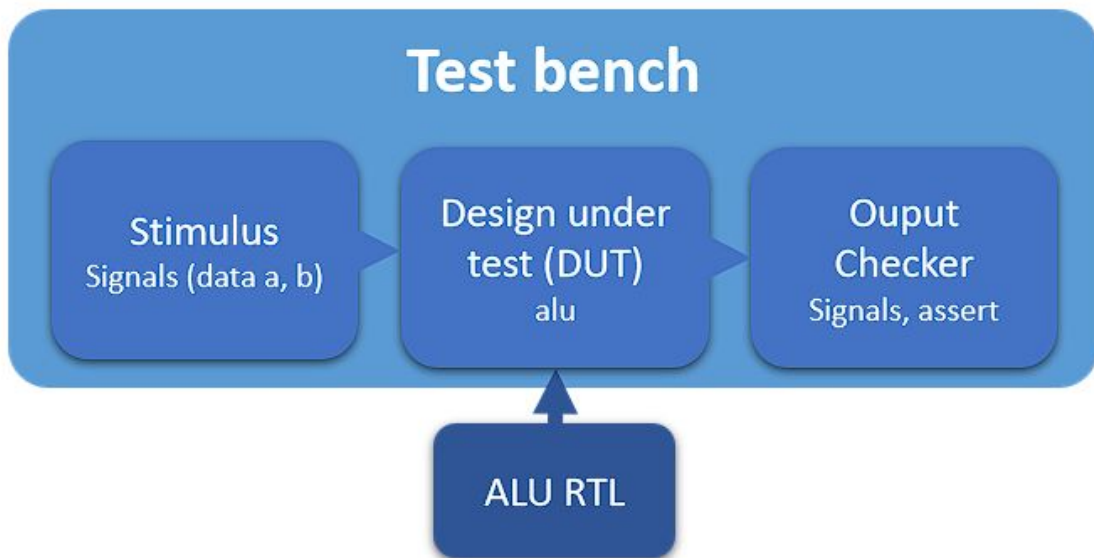 Test bench
Stimulus
Signals (data a, b)
Design under
test (DUT)
alu
Ouput
Checker
Signals, assert
ALU RTL